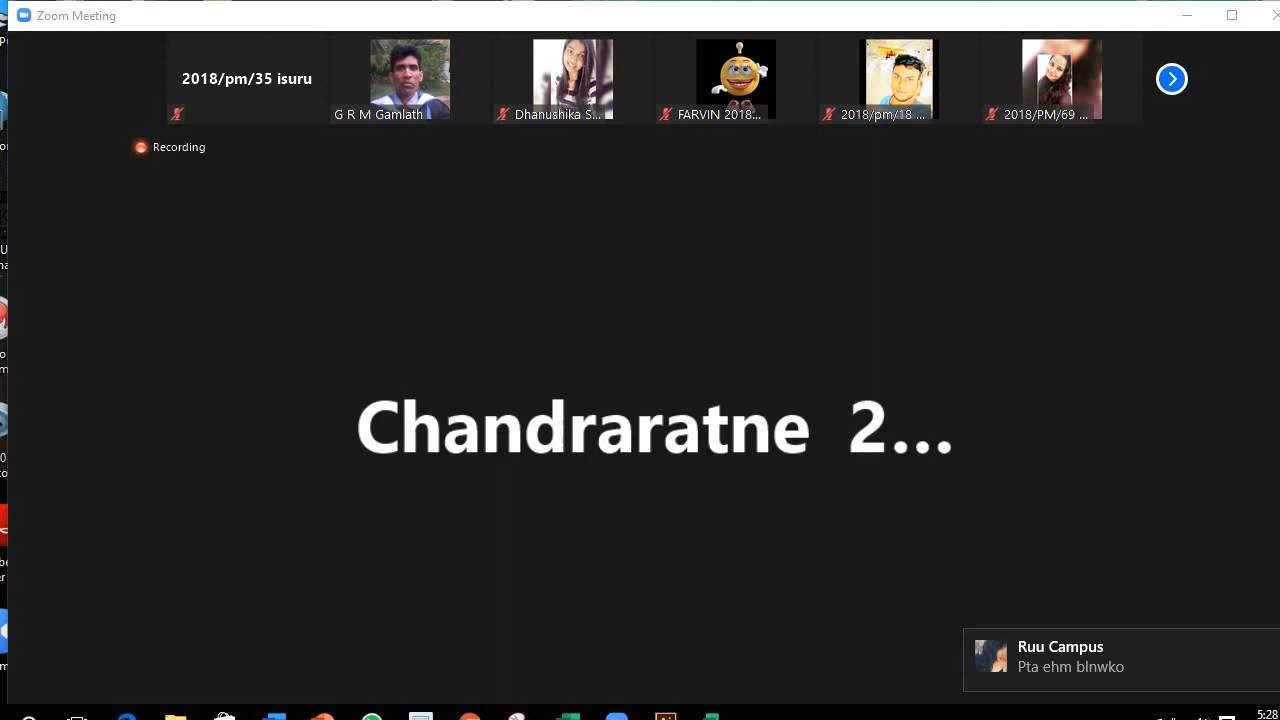 Zoom Meeting
2018/pm/35 isuru
G R M Gamlath
Dhanushika S...
FARVIN 2018...
2018/pm/18 ...
2018/PM/69 ...
Recording
Chandraratne 2...
Ruu Campus
Pta ehm blnwko
5:28